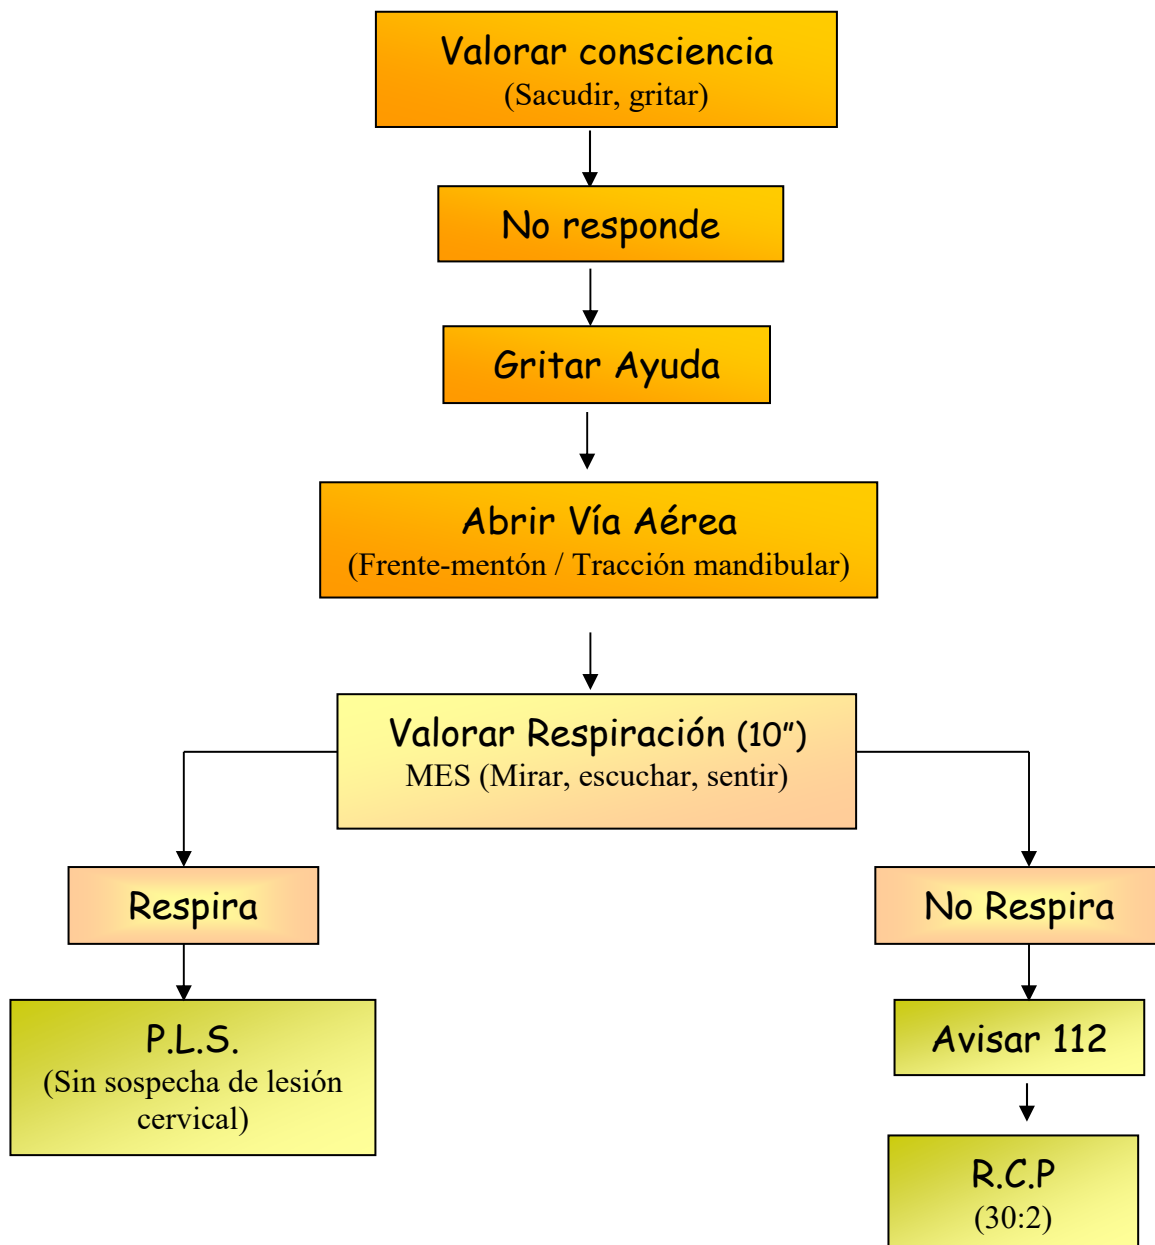 Valorar consciencia
(Sacudir, gritar)
No responde
Gritar Ayuda
Abrir Vía Aérea
(Frente-mentón / Tracción mandibular)
Valorar Respiración (10”)
MES (Mirar, escuchar, sentir)
Respira
No Respira
P.L.S.
(Sin sospecha de lesión
cervical)
Avisar 112
R.C.P
(30:2)